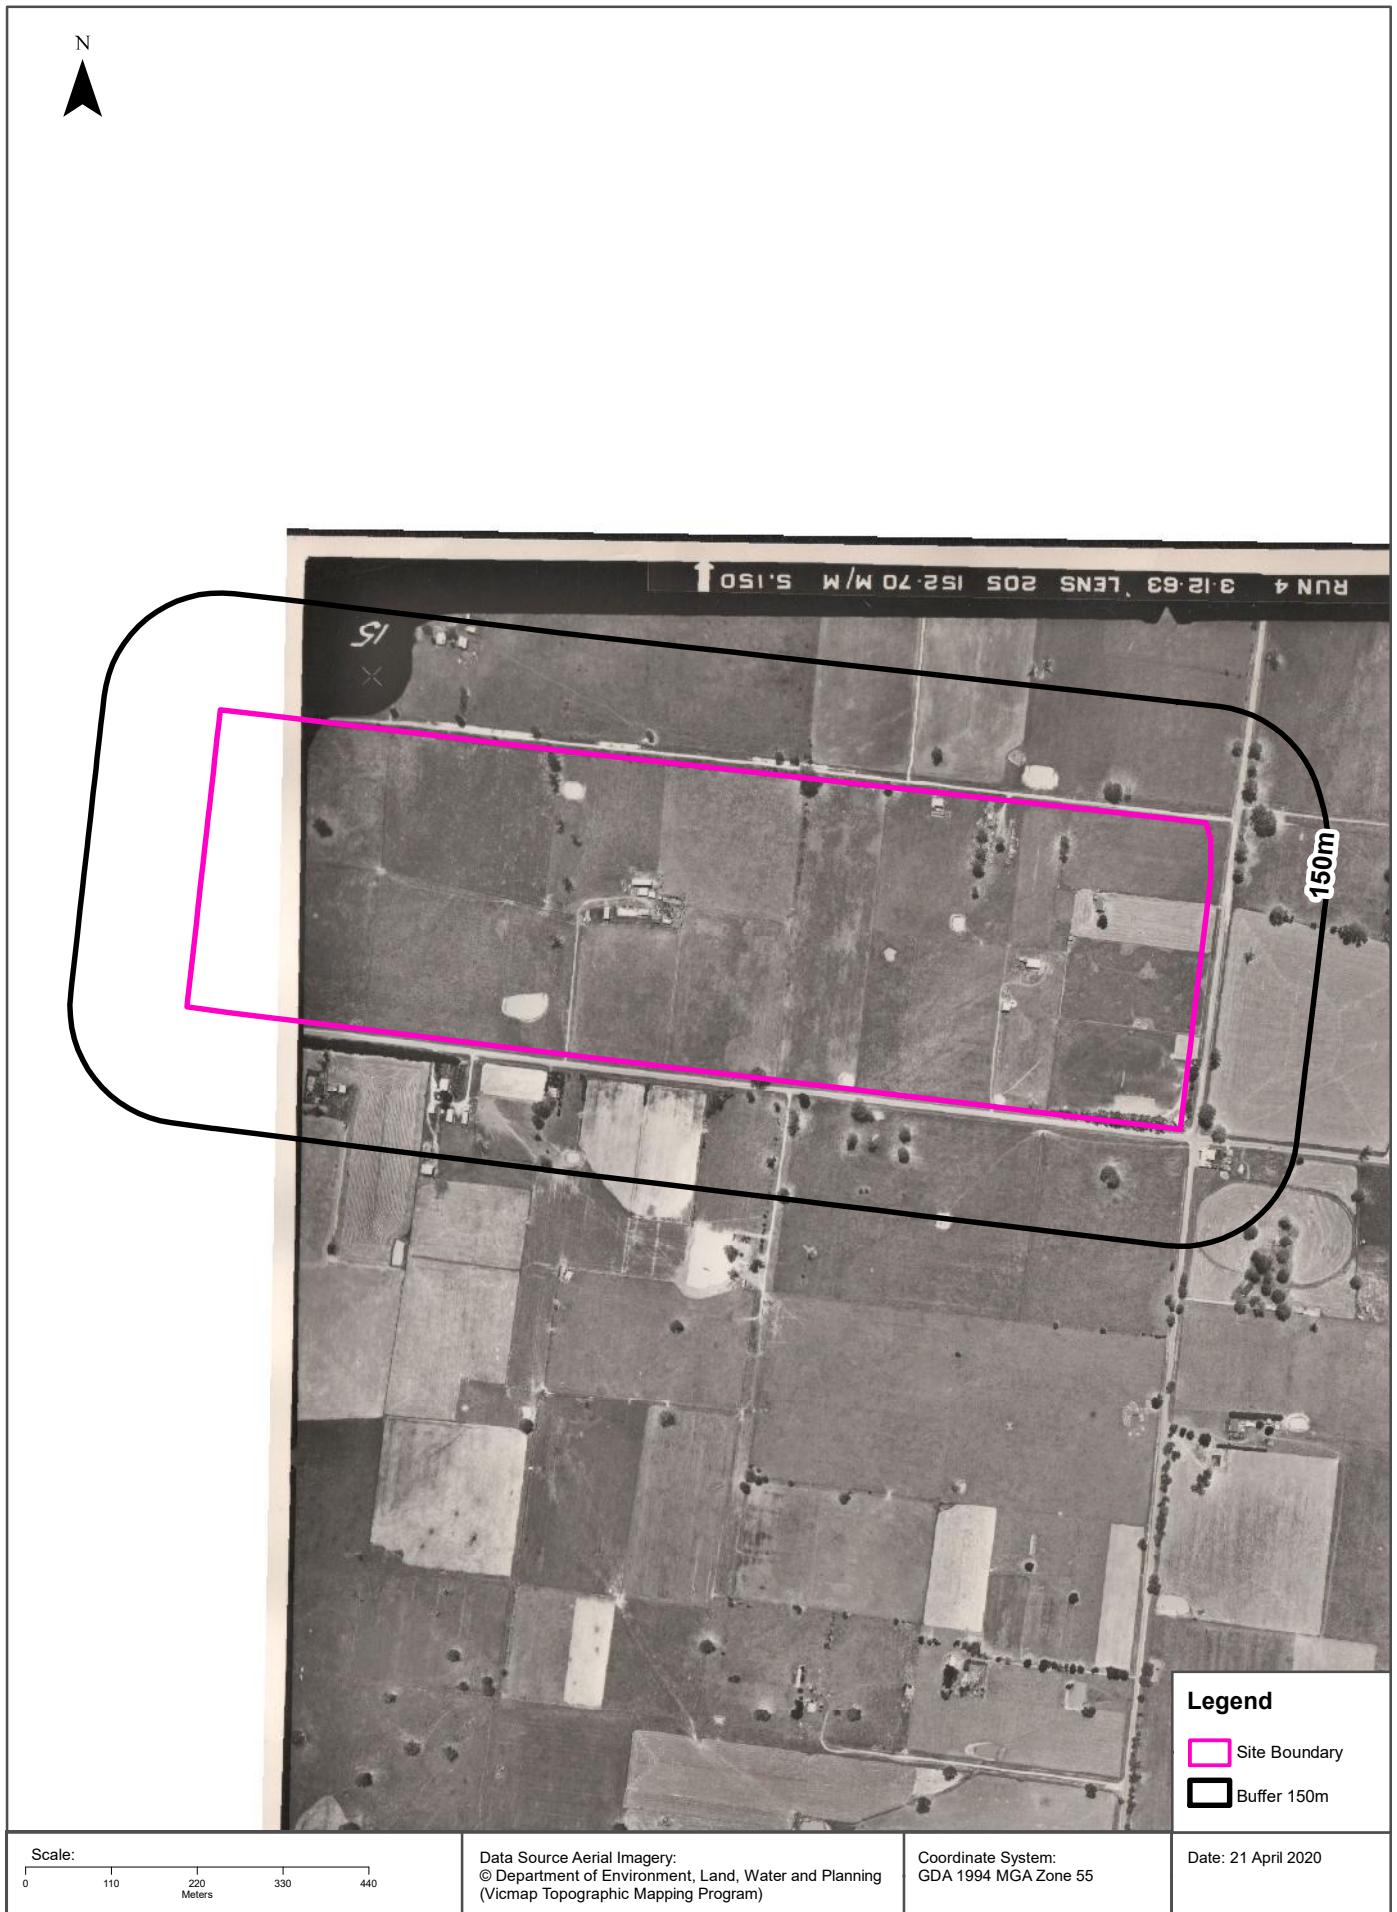 N
RUN 4 3·12·63 LENS 205 152·70 M/M 5,150
15
150m
Legend
Site Boundary
Buffer 150m
Scale:
0 110 220 330 440
Meters
Data Source Aerial Imagery:
© Department of Environment, Land, Water and Planning
(Vicmap Topographic Mapping Program)
Coordinate System:
GDA 1994 MGA Zone 55
Date: 21 April 2020